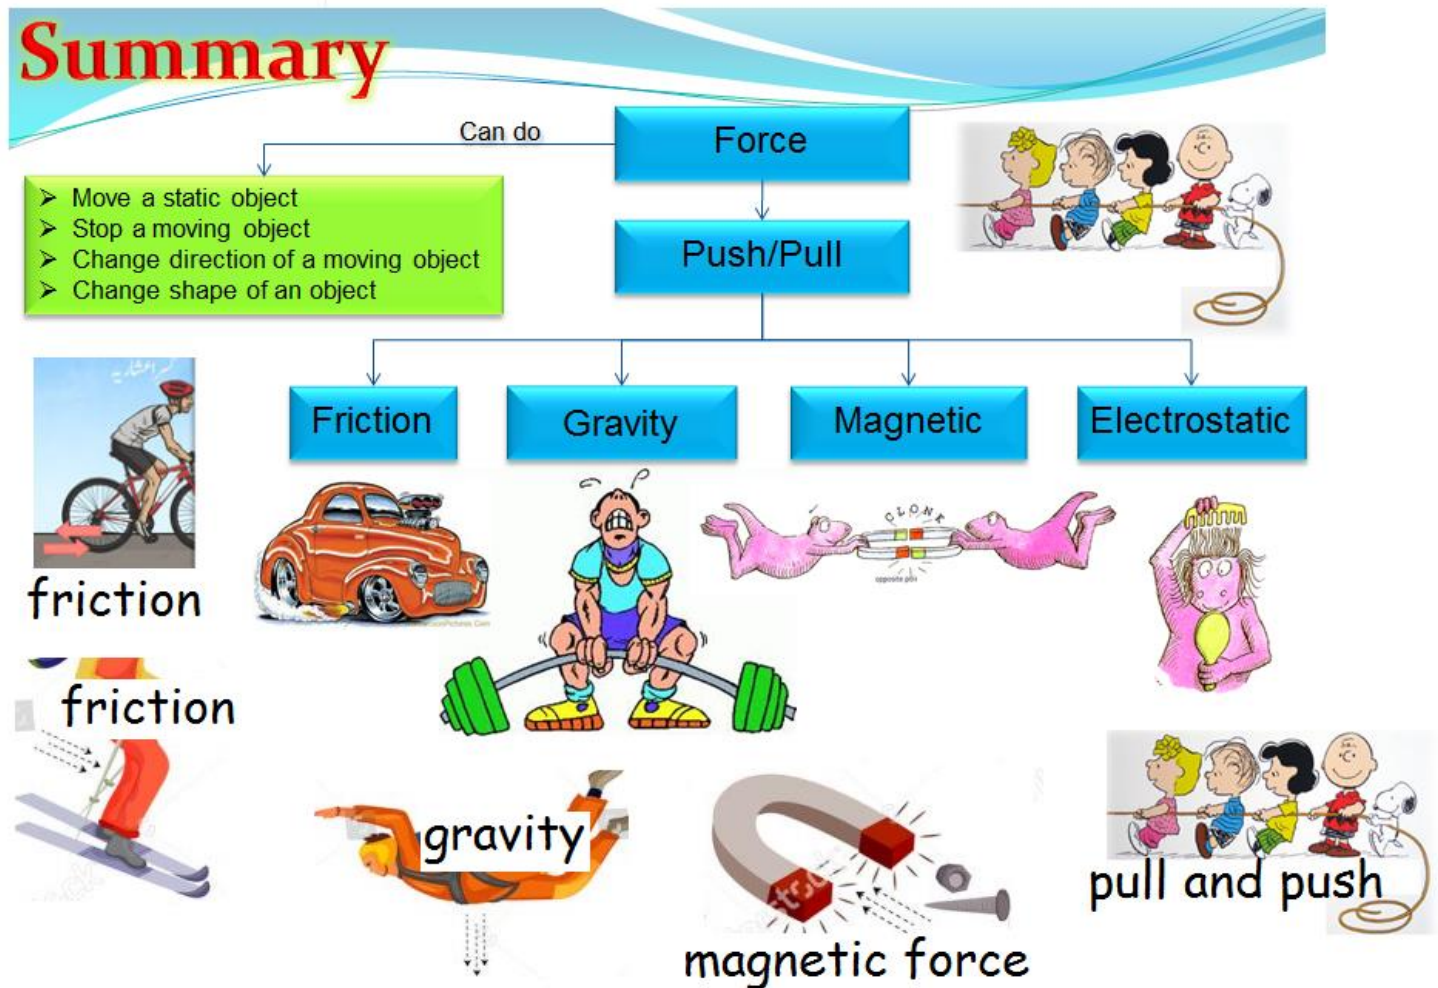 Summary
Can do
Force
➢ Move a static object
➢ Stop a moving object
➢ Change direction of a moving object
➢ Change shape of an object
Push/Pull
Friction
Gravity
Magnetic
Electrostatic
CLONK
friction
friction
gravity
pull and push
magnetic force